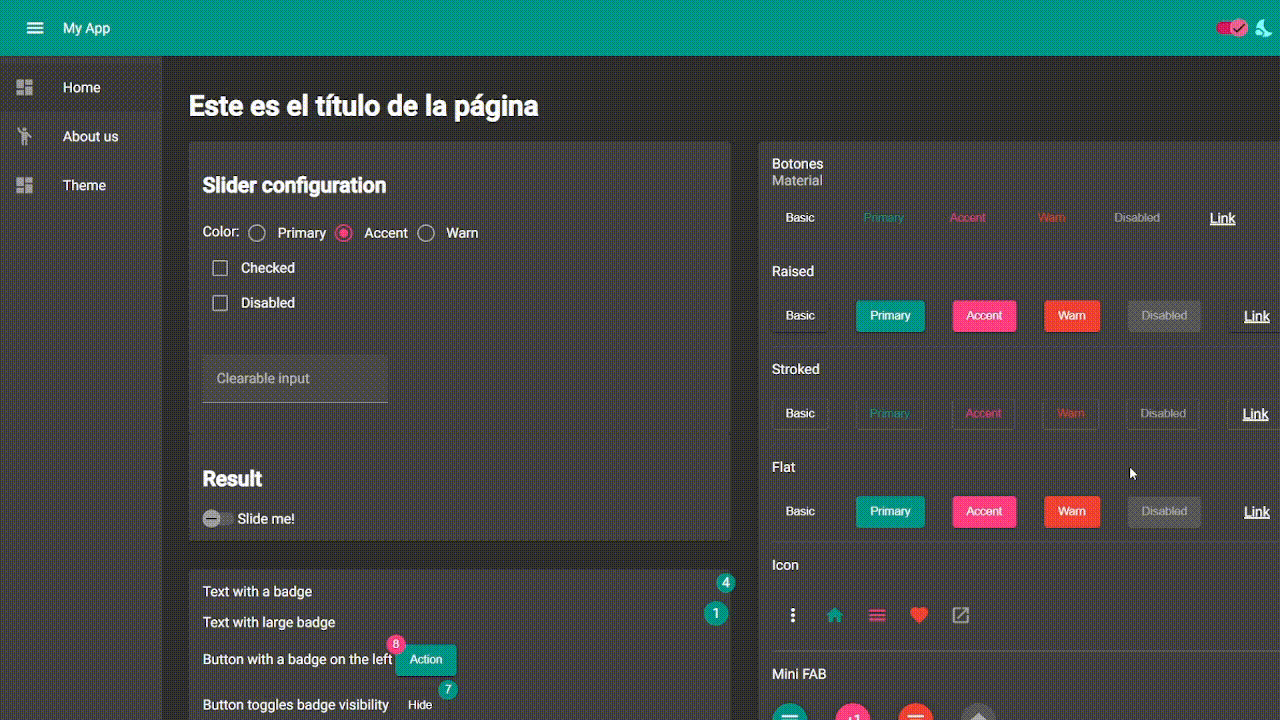 My App
Home
About us
Theme
Este es el título de la página
Slider configuration
Color: Primary Accent Warn
Checked
Disabled
Clearable input
Result
Slide me!
Text with a badge 4
Text with large badge 1
Button with a badge on the left 8 Action
Button toggles badge visibility Hide 7
Botones
Material
Basic Primary Accent Warn Disabled Link
Raised
Basic Primary Accent Warn Disabled Link
Stroked
Basic Primary Accent Warn Disabled Link
Flat
Basic Primary Accent Warn Disabled Link
Icon
Mini FAB
+1